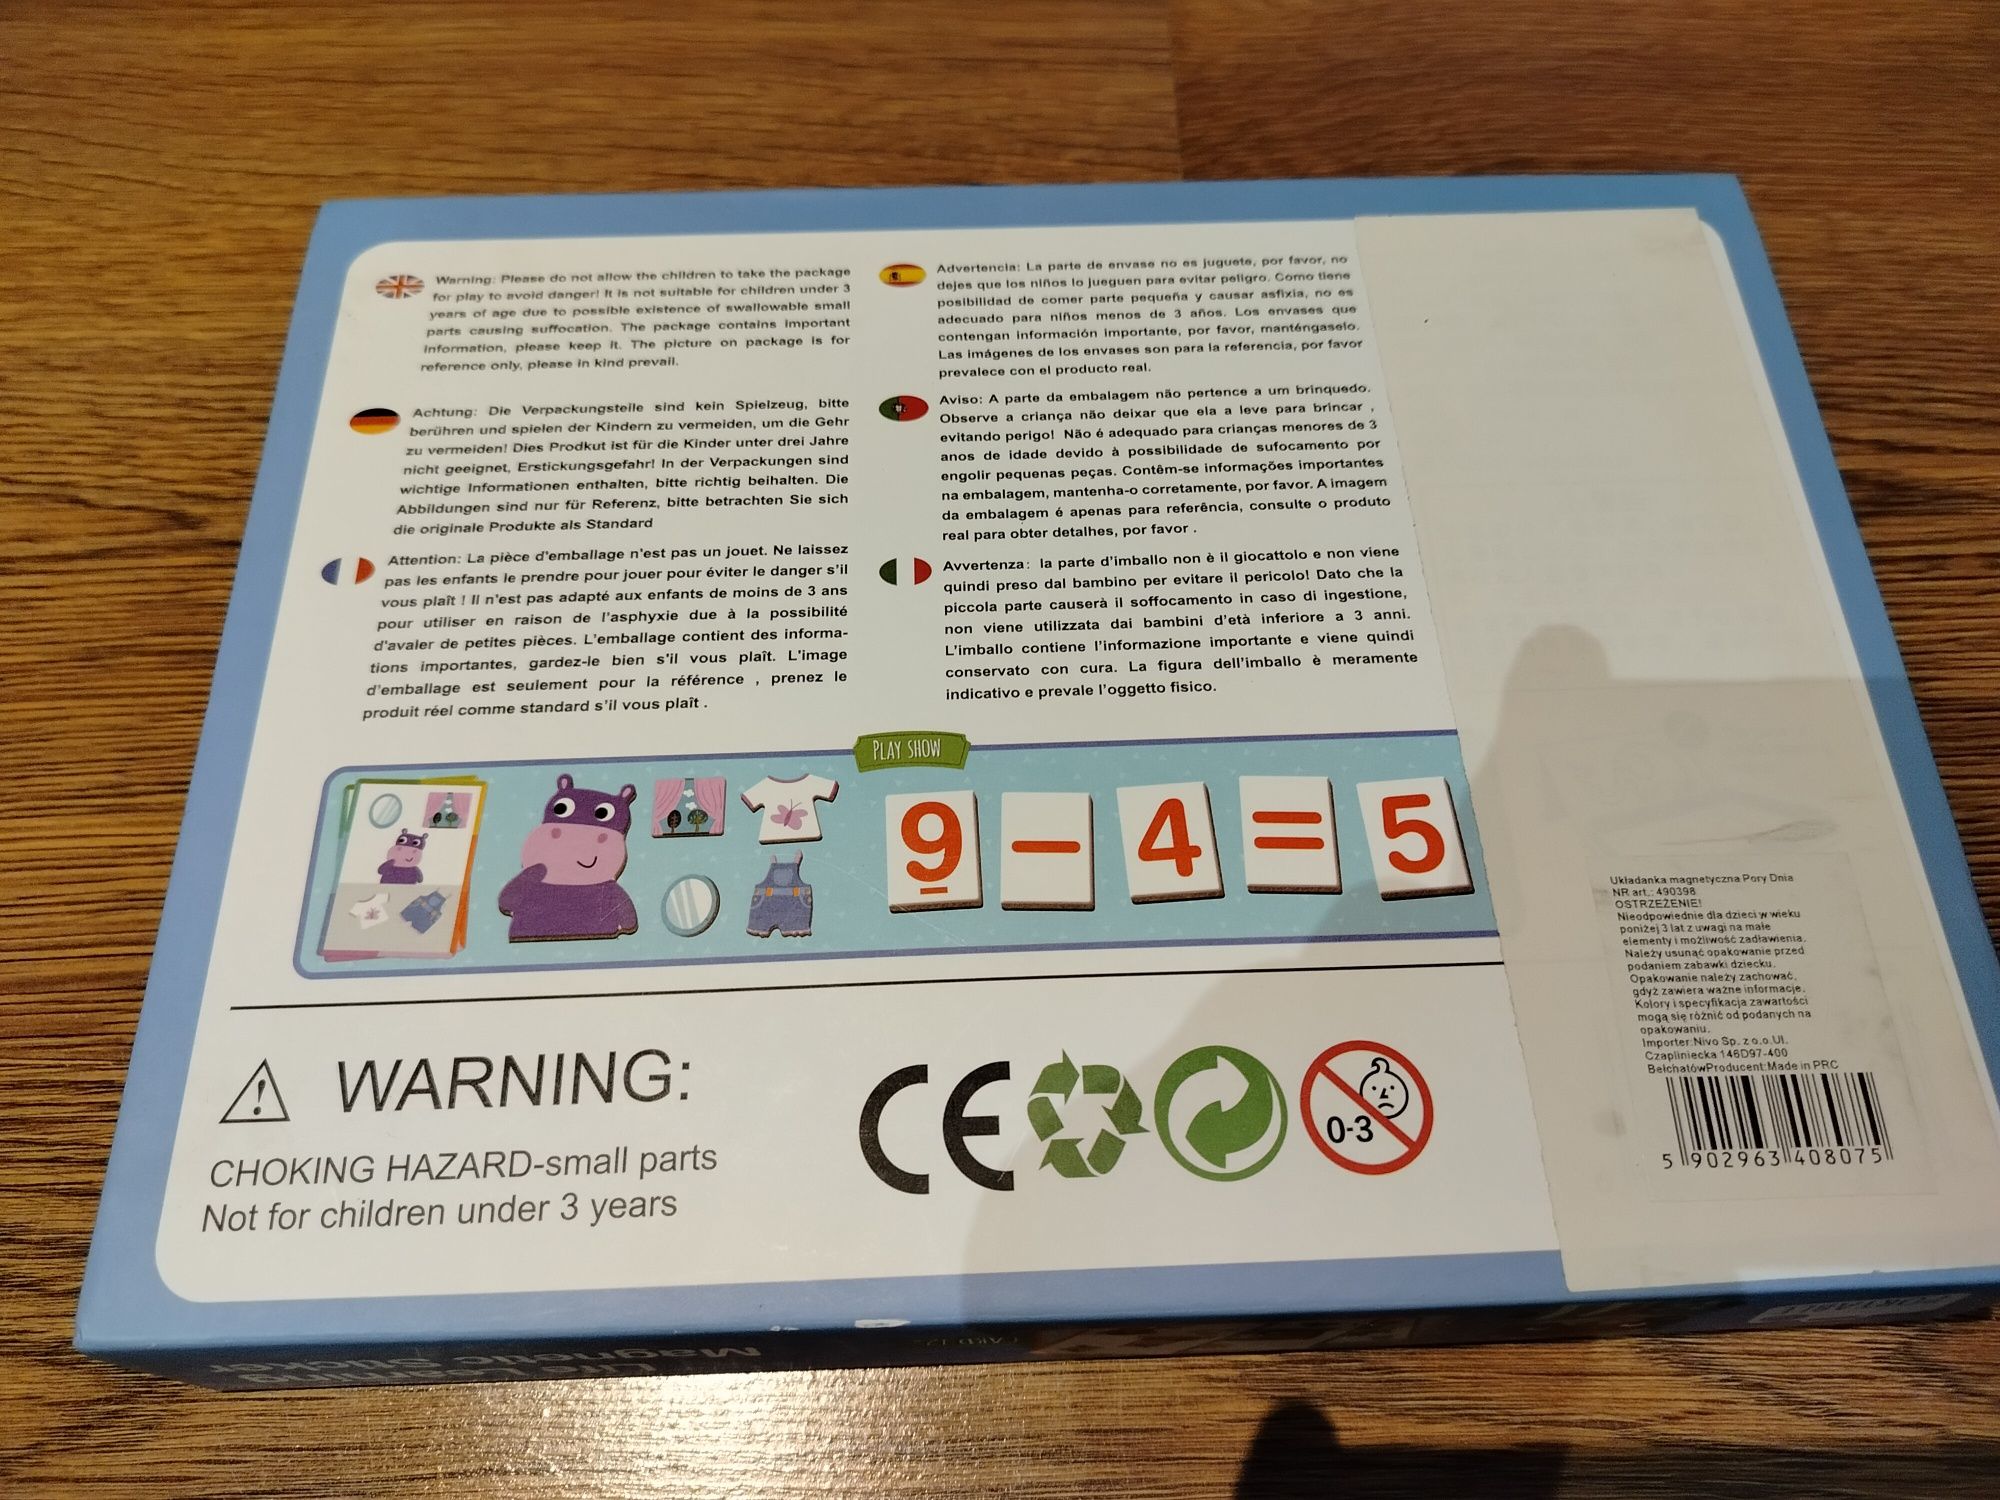 Warning: Please do not allow the children to take the package
for play to avoid danger! It is not suitable for children under 3
years of age due to possible existence of swallowable small
parts causing suffocation. The package contains important
information, please keep it. The picture on package is for
reference only, please in kind prevail.
Achtung: Die Verpackungsteile sind kein Spielzeug, bitte
berühren und spielen der Kindern zu vermeiden, um die Gehr
zu vermeiden! Dies Prodkut ist für die Kinder unter drei Jahre
nicht geeignet, Erstickungsgefahr! In der Verpackungen sind
wichtige Informationen enthalten, bitte richtig beihalten. Die
Abbildungen sind nur für Referenz, bitte betrachten Sie sich
die originale Produkte als Standard
Attention: La pièce d'emballage n'est pas un jouet. Ne laissez
pas les enfants le prendre pour jouer pour éviter le danger s'il
vous plaît ! Il n'est pas adapté aux enfants de moins de 3 ans
pour utiliser en raison de l'asphyxie due à la possibilité
d'avaler de petites pièces. L'emballage contient des informa-
tions importantes, gardez-le bien s'il vous plaît. L'image
d'emballage est seulement pour la référence , prenez le
produit réel comme standard s'il vous plaît .
Advertencia: La parte de envase no es juguete, por favor, no
dejes que los niños lo jueguen para evitar peligro. Como tiene
posibilidad de comer parte pequeña y causar asfixia, no es
adecuado para niños menos de 3 años. Los envases que
contengan información importante, por favor, manténgaselo.
Las imágenes de los envases son para la referencia, por favor
prevalece con el producto real.
Aviso: A parte da embalagem não pertence a um brinquedo.
Observe a criança não deixar que ela a leve para brincar ,
evitando perigo! Não é adequado para crianças menores de 3
anos de idade devido à possibilidade de sufocamento por
engolir pequenas peças. Contêm-se informações importantes
na embalagem, mantenha-o corretamente, por favor. A imagem
da embalagem é apenas para referência, consulte o produto
real para obter detalhes, por favor .
Avvertenza: la parte d'imballo non è il giocattolo e non viene
quindi preso dal bambino per evitare il pericolo! Dato che la
piccola parte causerà il soffocamento in caso di ingestione,
non viene utilizzata dai bambini d'età inferiore a 3 anni.
L'imballo contiene l'informazione importante e viene quindi
conservato con cura. La figura dell'imballo è meramente
indicativo e prevale l'oggetto fisico.
PLAY SHOW
9 - 4 = 5
WARNING:
CHOKING HAZARD-small parts
Not for children under 3 years
CE
0-3
Układanka magnetyczna Pory Dnia
NR art.: 490398
OSTRZEŻENIE!
Nieodpowiednie dla dzieci w wieku
poniżej 3 lat z uwagi na małe
elementy i możliwość zadławienia.
Należy usunąć opakowanie przed
podaniem zabawki dziecku.
Opakowanie należy zachować,
gdyż zawiera ważne informacje.
Kolory i specyfikacja zawartości
mogą się różnić od podanych na
opakowaniu.
Importer:Nivo Sp. z o.o.Ul.
Czapliniecka 146D97-400
BełchatówProducent:Made in PRC
5 902963 408075
Magnetic Sticker